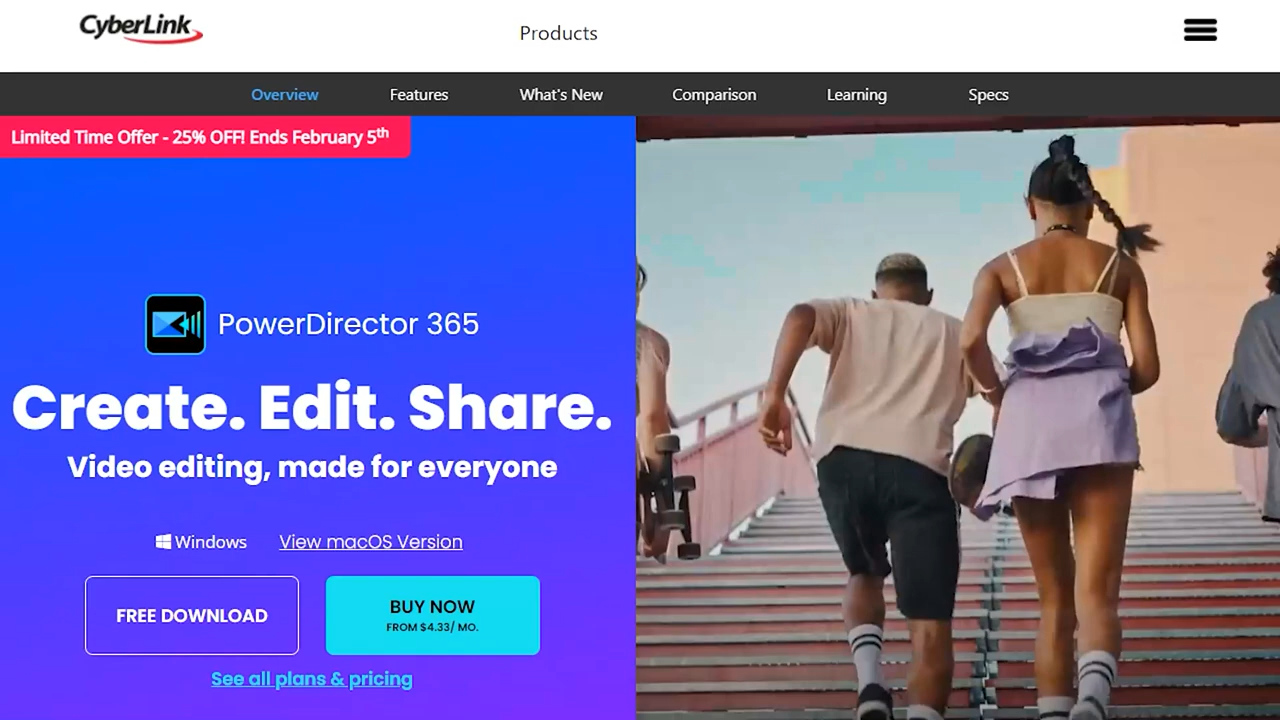 CyberLink
Products
Overview Features What's New Comparison Learning Specs
Limited Time Offer - 25% OFF! Ends February 5th
PowerDirector 365
Create. Edit. Share.
Video editing, made for everyone
Windows View macOS Version
FREE DOWNLOAD
BUY NOW
FROM $4.33/ MO.
See all plans & pricing